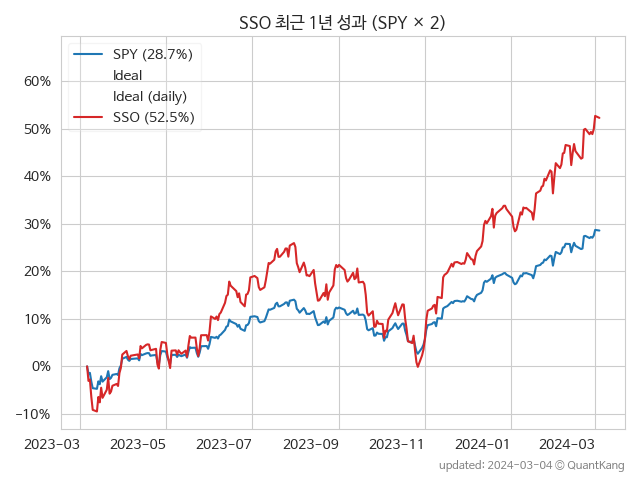 SSO 최근 1년 성과 (SPY × 2)
SPY (28.7%)
Ideal
Ideal (daily)
SSO (52.5%)
60%
50%
40%
30%
20%
10%
0%
−10%
2023-03
2023-05
2023-07
2023-09
2023-11
2024-01
2024-03
updated: 2024-03-04 © QuantKang